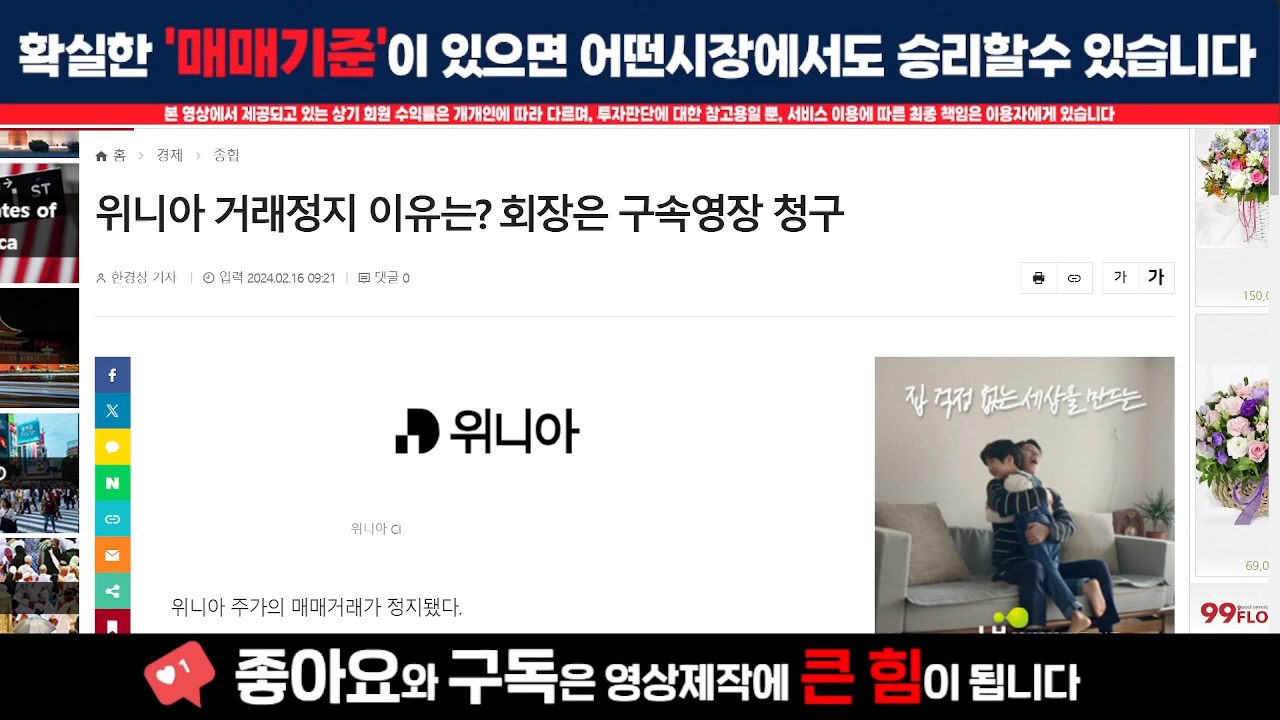 확실한 '매매기준'이 있으면 어떤시장에서도 승리할수 있습니다
본 영상에서 제공되고 있는 상기 회원 수익률은 개개인에 따라 다르며, 투자판단에 대한 참고용일 뿐, 서비스 이용에 따른 최종 책임은 이용자에게 있습니다
홈 > 경제 > 종합
ST
ates of
ca
위니아 거래정지 이유는? 회장은 구속영장 청구
한경상 기자 | 입력 2024.02.16 09:21 | 댓글 0
가 가
150,0
집 걱정 없는 세상을 만드는
위니아
위니아 CI
N
69,0
99FLO
위니아 주가의 매매거래가 정지됐다.
좋아요와 구독은 영상제작에 큰 힘이 됩니다
1